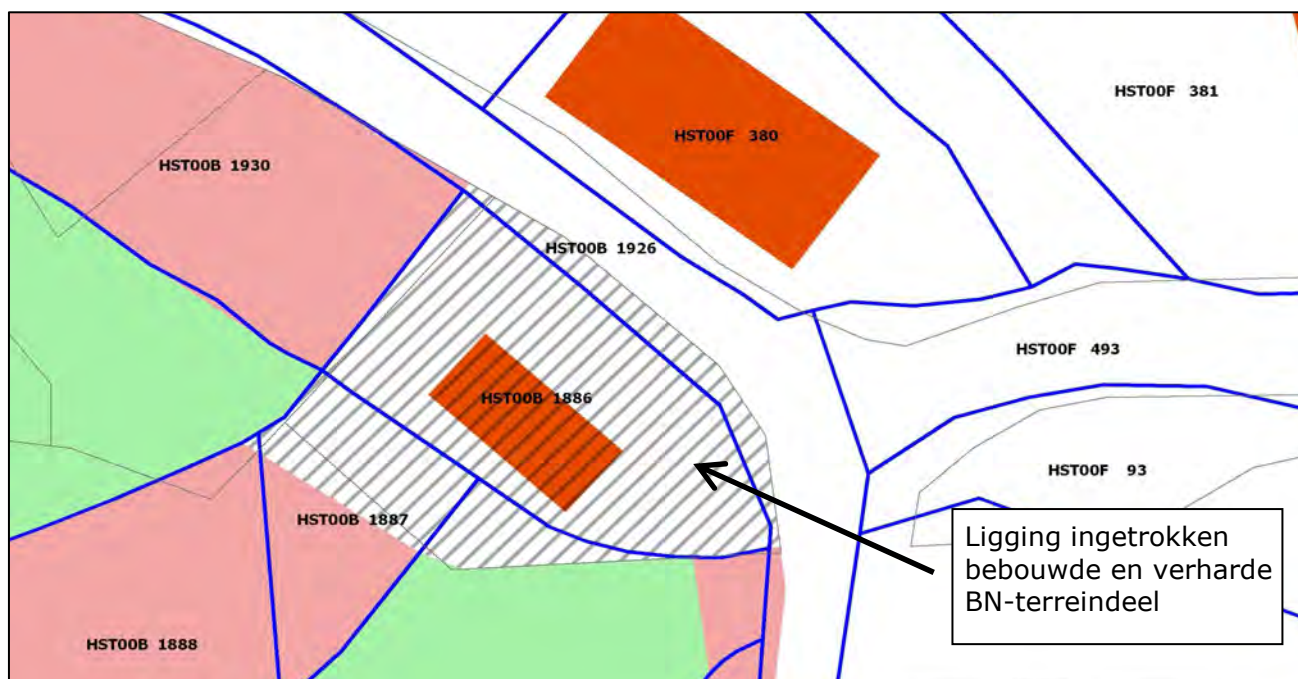 HST00F 381
HST00F 380
HST00B 1930
HST00B 1926
HST00F 493
HST00B 1886
HST00F 93
HST00B 1887
Ligging ingetrokken
bebouwde en verharde
BN-terreindeel
HST00B 1888